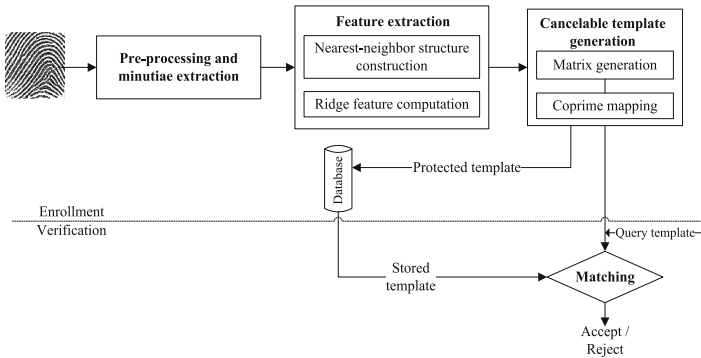 Pre-processing and
minutiae extraction
Feature extraction
Nearest-neighbor structure
construction
Ridge feature computation
Cancelable template
generation
Matrix generation
Coprime mapping
Protected template
Database
Enrollment
Verification
Query template
Stored
template
Matching
Accept /
Reject